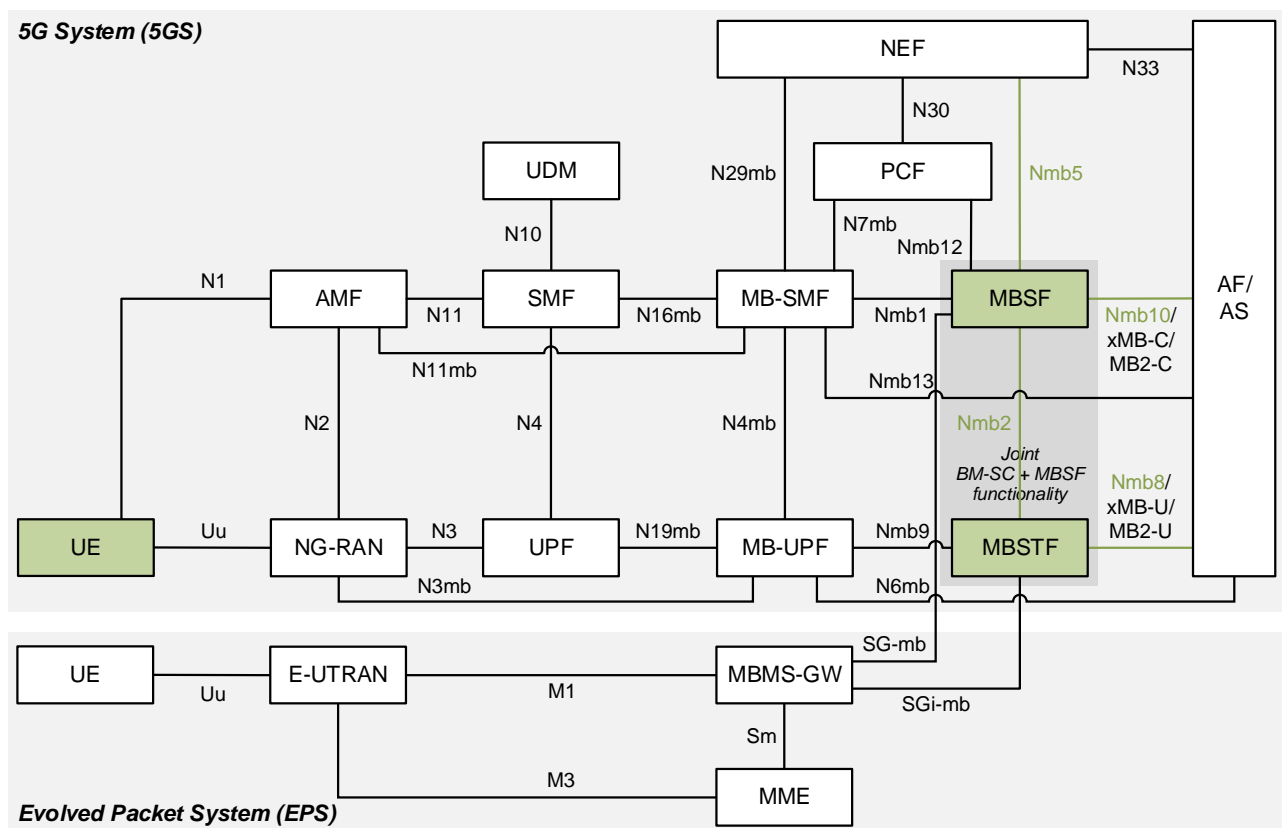 5G System (5GS)
NEF
N33
N30
UDM
N29mb
PCF
Nmb5
N7mb
N10
Nmb12
N1
AMF
N11
SMF
N16mb
MB-SMF
Nmb1
MBSF
AF/
AS
Nmb10/
xMB-C/
MB2-C
N11mb
Nmb13
N2
N4
N4mb
Nmb2
Joint
BM-SC + MBSF
functionality
Nmb8/
xMB-U/
MB2-U
UE
Uu
NG-RAN
N3
UPF
N19mb
MB-UPF
Nmb9
MBSTF
N3mb
N6mb
SG-mb
UE
Uu
E-UTRAN
M1
MBMS-GW
SGi-mb
Sm
M3
MME
Evolved Packet System (EPS)